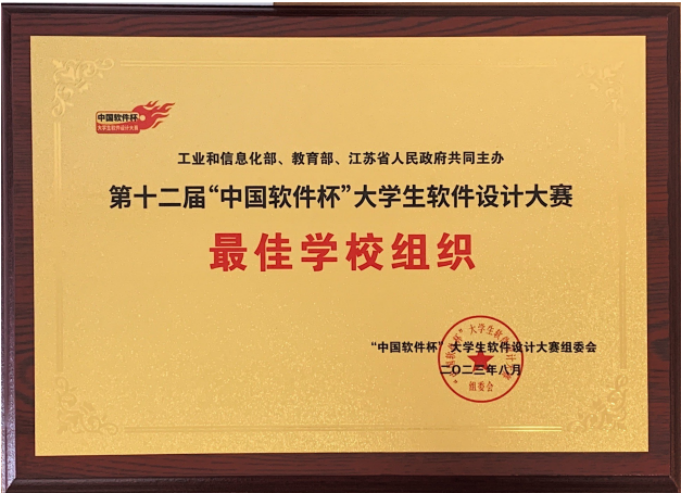 中国软件杯
大学生软件设计大赛
工业和信息化部、教育部、江苏省人民政府共同主办
第十二届“中国软件杯”大学生软件设计大赛
最佳学校组织
“中国软件杯”大学生软件设计大赛组委会
二〇二三年八月
组委会